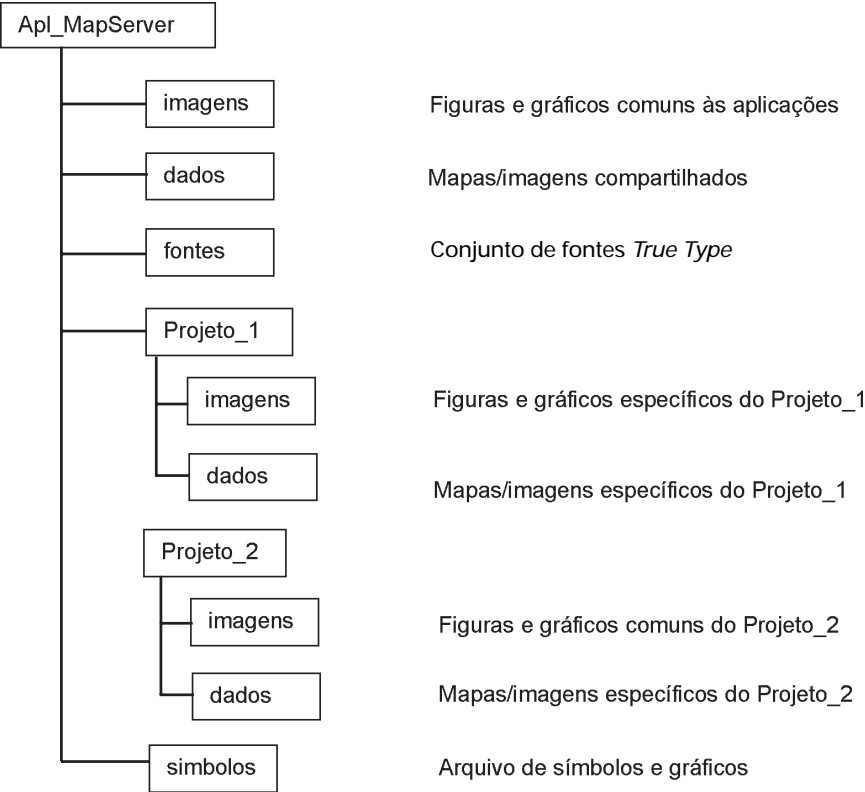 Apl_MapServer
imagens Figuras e gráficos comuns às aplicações
dados Mapas/imagens compartilhados
fontes Conjunto de fontes True Type
Projeto_1
imagens Figuras e gráficos específicos do Projeto_1
dados Mapas/imagens específicos do Projeto_1
Projeto_2
imagens Figuras e gráficos comuns do Projeto_2
dados Mapas/imagens específicos do Projeto_2
simbolos Arquivo de símbolos e gráficos